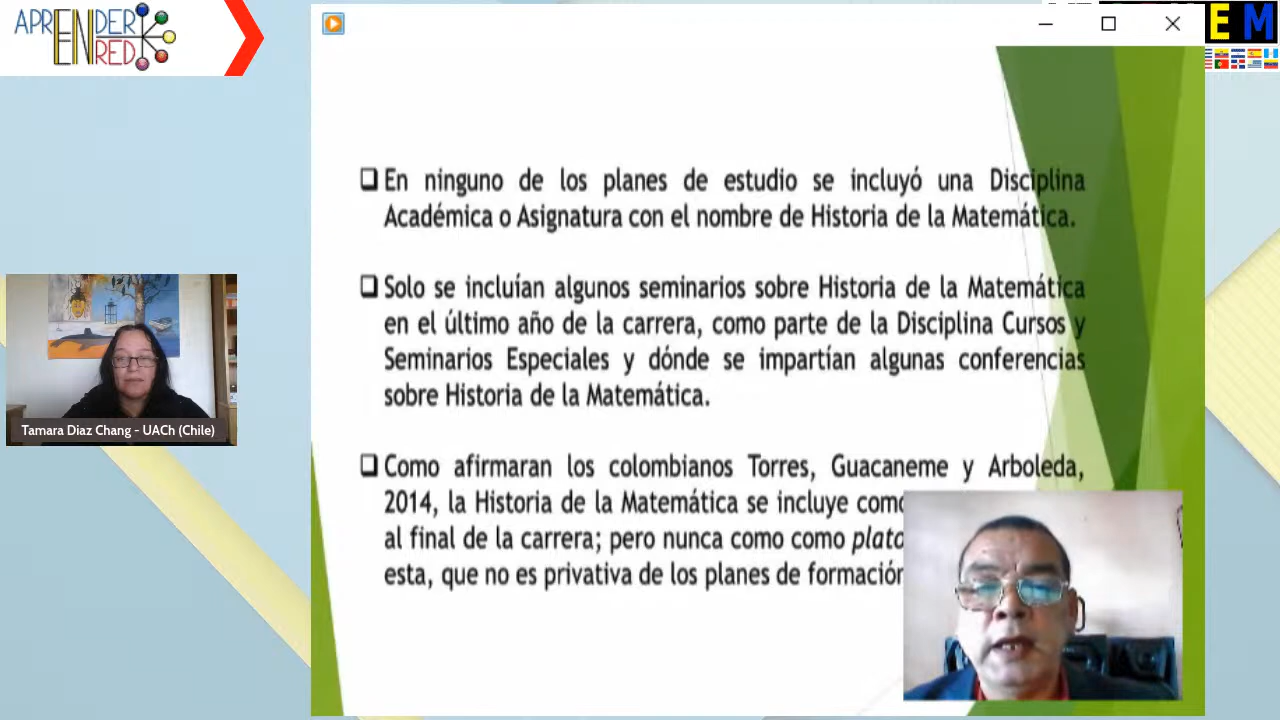 APRENDER
EN RED
E M
En ninguno de los planes de estudio se incluyó una Disciplina
Académica o Asignatura con el nombre de Historia de la Matemática.
Solo se incluían algunos seminarios sobre Historia de la Matemática
en el último año de la carrera, como parte de la Disciplina Cursos y
Seminarios Especiales y dónde se impartían algunas conferencias
sobre Historia de la Matemática.
Como afirmaran los colombianos Torres, Guacaneme y Arboleda,
2014, la Historia de la Matemática se incluye como
al final de la carrera; pero nunca como como plato
esta, que no es privativa de los planes de formación
Tamara Diaz Chang - UACh (Chile)